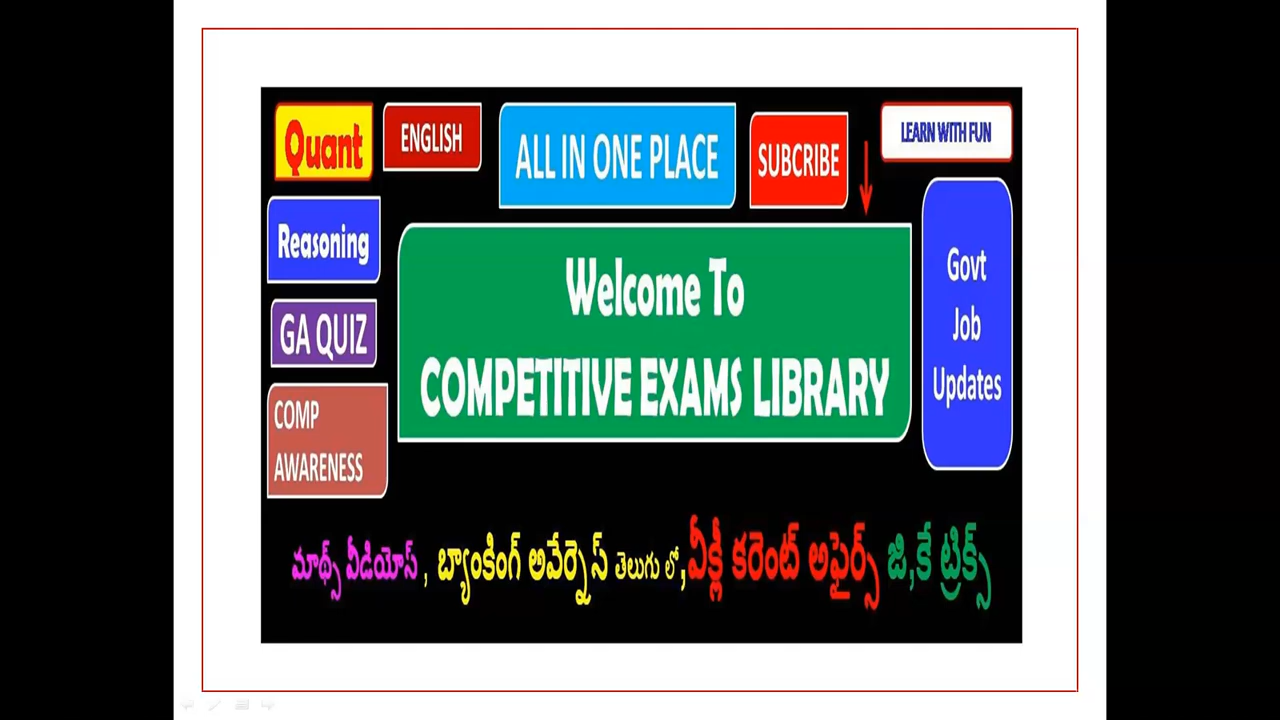 Quant
ENGLISH
ALL IN ONE PLACE
SUBCRIBE
LEARN WITH FUN
Reasoning
GA QUIZ
COMP
AWARENESS
Welcome To
COMPETITIVE EXAMS LIBRARY
Govt
Job
Updates
మాథ్స్ వీడియోస్ , బ్యాంకింగ్ అవేర్నెస్ తెలుగు లో,వీక్లీ కరెంట్ అఫైర్స్ జి,కే ట్రిక్స్